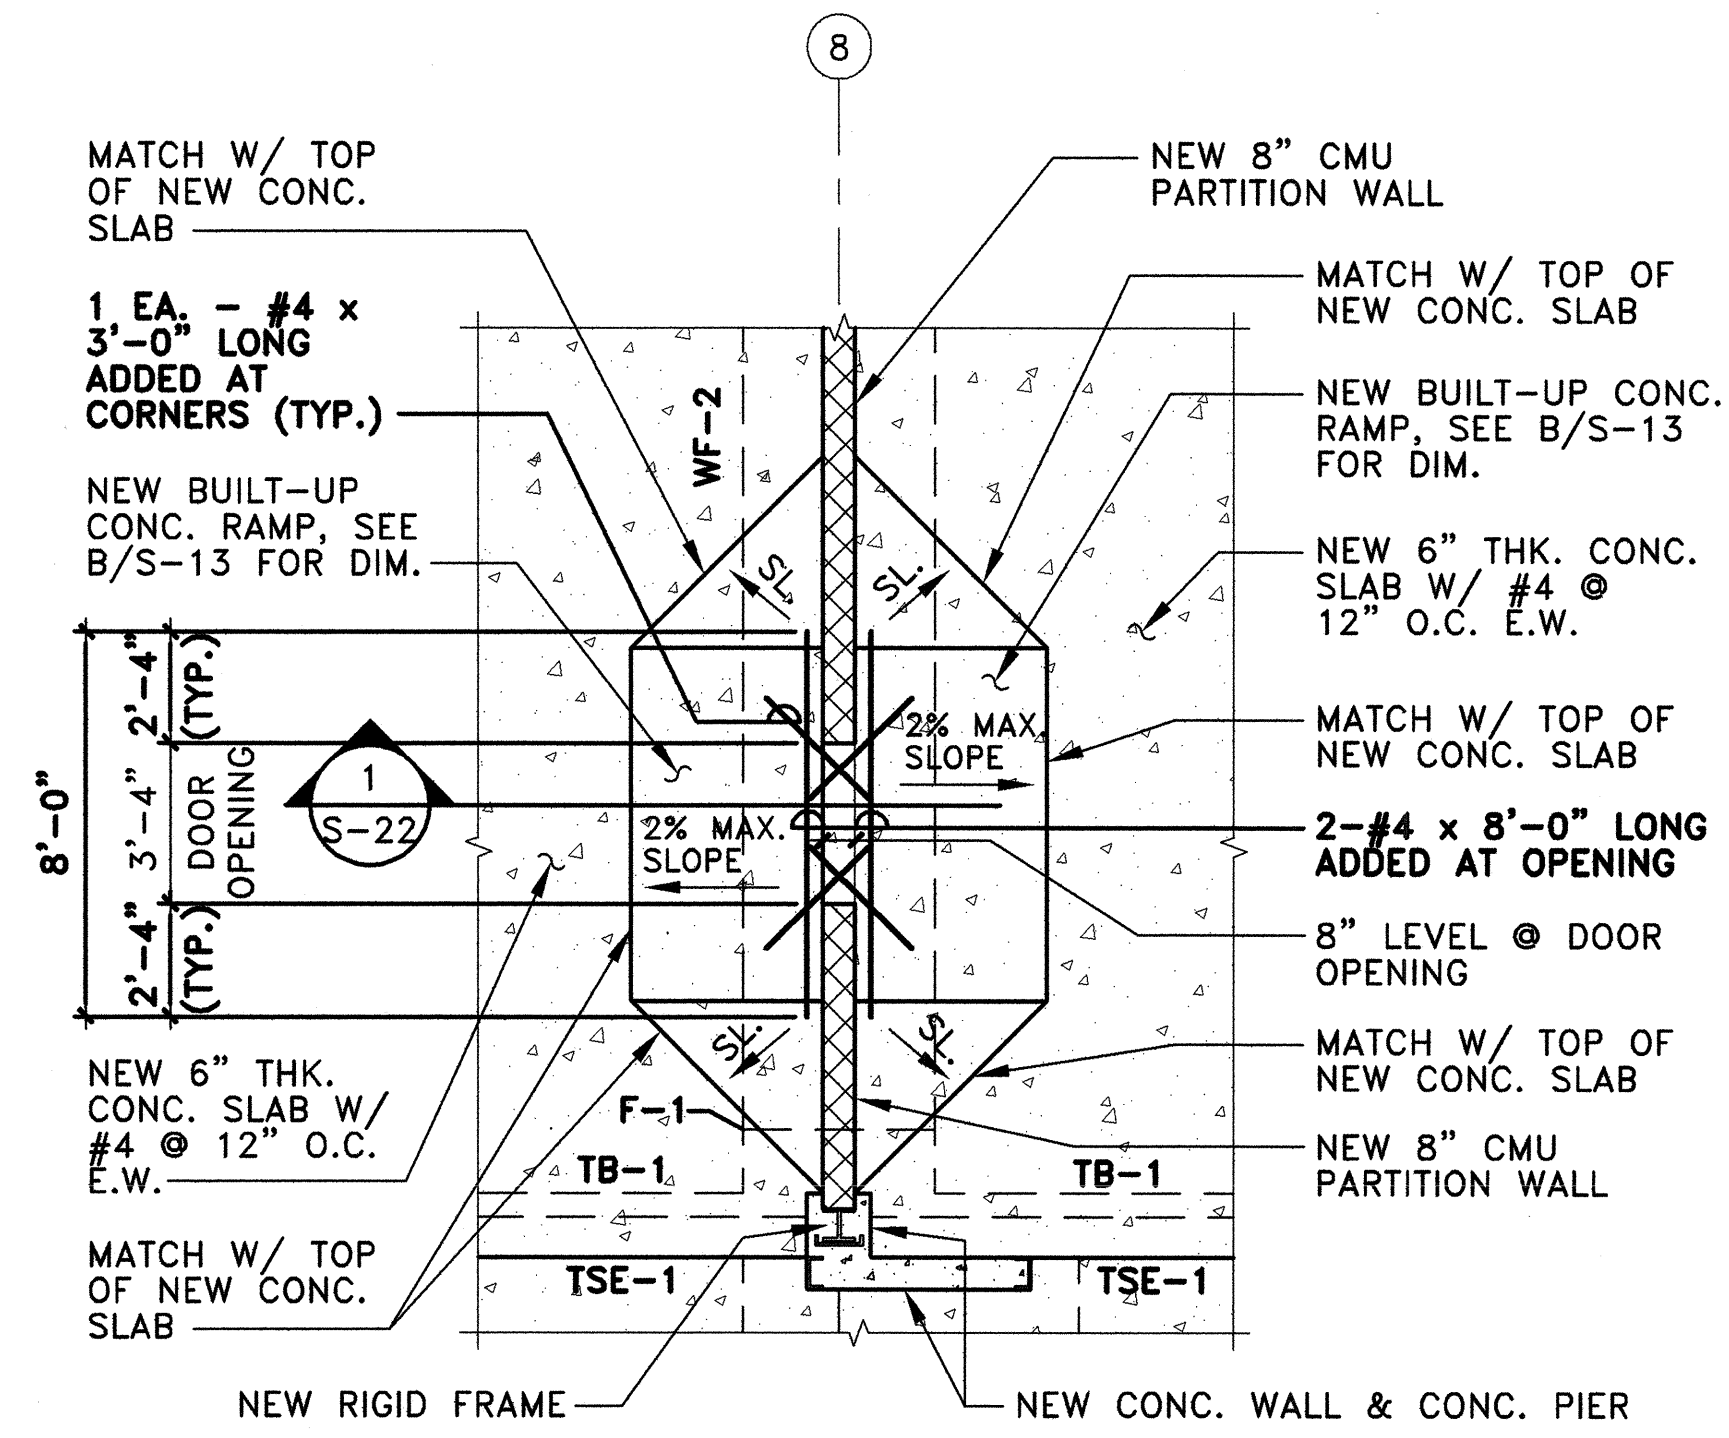 8
MATCH W/ TOP
OF NEW CONC.
SLAB
1 EA. – #4 x
3'–0” LONG
ADDED AT
CORNERS (TYP.)
NEW BUILT–UP
CONC. RAMP, SEE
B/S–13 FOR DIM.
NEW 8” CMU
PARTITION WALL
MATCH W/ TOP OF
NEW CONC. SLAB
NEW BUILT–UP CONC.
RAMP, SEE B/S–13
FOR DIM.
NEW 6” THK. CONC.
SLAB W/ #4 @
12” O.C. E.W.
MATCH W/ TOP OF
NEW CONC. SLAB
2–#4 x 8'–0” LONG
ADDED AT OPENING
8” LEVEL @ DOOR
OPENING
MATCH W/ TOP OF
NEW CONC. SLAB
NEW 8” CMU
PARTITION WALL
WF–2
SL.
SL.
2% MAX.
SLOPE
2% MAX.
SLOPE
SL.
SL.
8'–0”
2'–4”
(TYP.)
3'–4”
DOOR
OPENING
2'–4”
(TYP.)
1
S–22
NEW 6” THK.
CONC. SLAB W/
#4 @ 12” O.C.
E.W.
MATCH W/ TOP
OF NEW CONC.
SLAB
F–1
TB–1
TB–1
TSE–1
TSE–1
NEW RIGID FRAME
NEW CONC. WALL & CONC. PIER